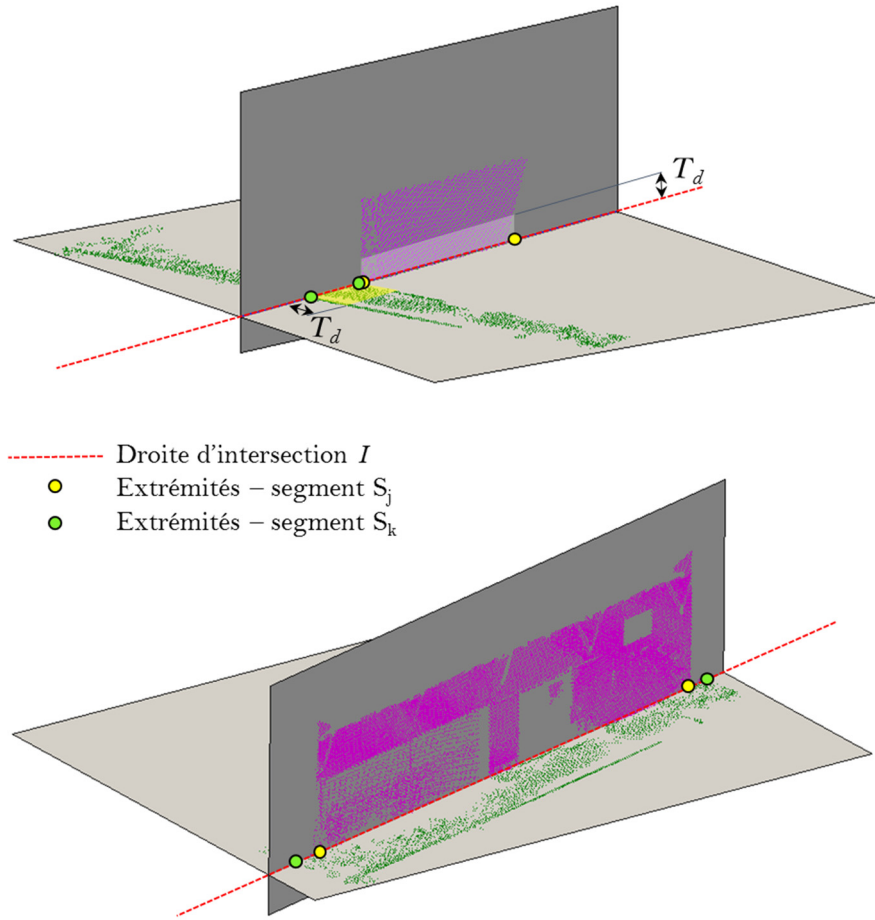 T_d
T_d
Droite d'intersection I
Extrémités – segment S_j
Extrémités – segment S_k